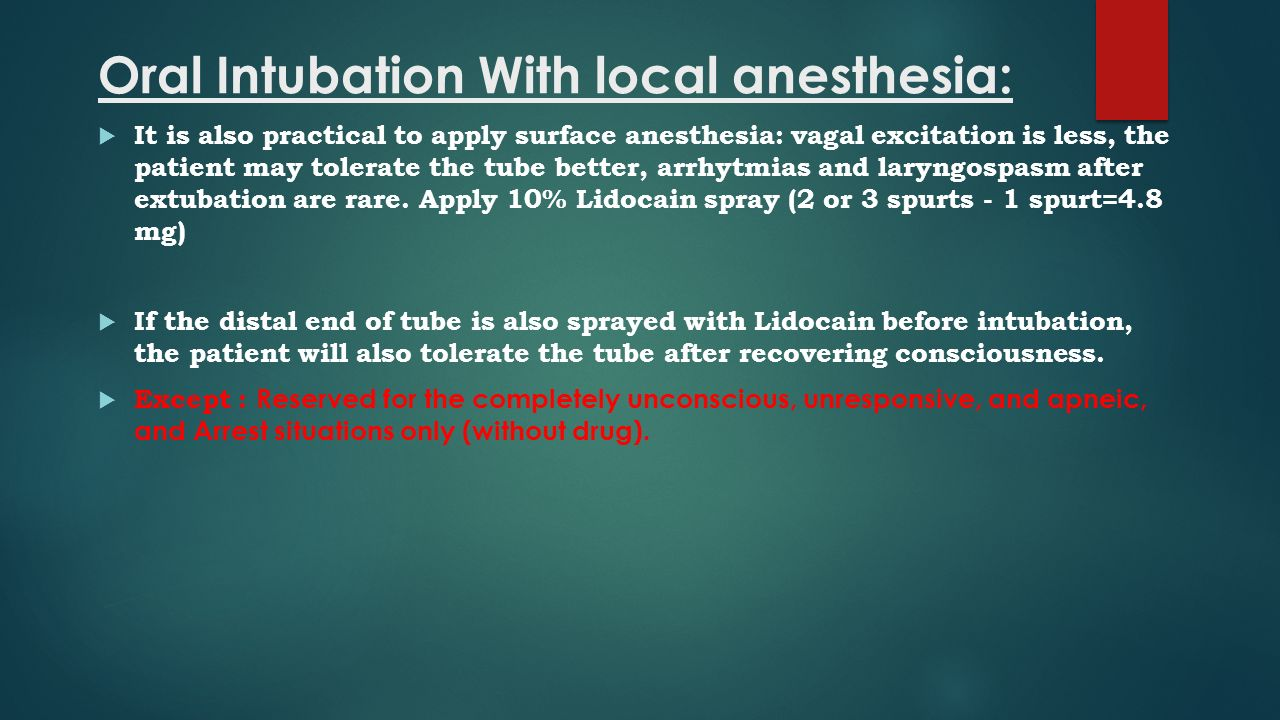 Oral Intubation With local anesthesia:
It is also practical to apply surface anesthesia: vagal excitation is less, the
patient may tolerate the tube better, arrhytmias and laryngospasm after
extubation are rare. Apply 10% Lidocain spray (2 or 3 spurts - 1 spurt=4.8
mg)
If the distal end of tube is also sprayed with Lidocain before intubation,
the patient will also tolerate the tube after recovering consciousness.
Except : Reserved for the completely unconscious, unresponsive, and apneic,
and Arrest situations only (without drug).